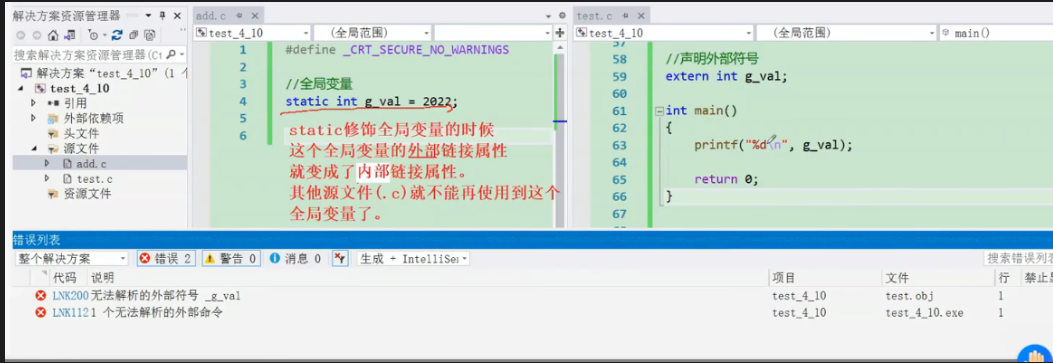 解决方案资源管理器
搜索解决方案资源管理器(Ct
解决方案"test_4_10"(1 个
test_4_10
引用
外部依赖项
头文件
源文件
add.c
test.c
资源文件
add.c
test_4_10
(全局范围)
1 #define _CRT_SECURE_NO_WARNINGS
2
3 //全局变量
4 static int g_val = 2022;
5
6
static修饰全局变量的时候
这个全局变量的外部链接属性
就变成了内部链接属性。
其他源文件(.c)就不能再使用到这个
全局变量了。
test.c
test_4_10
(全局范围)
main()
57
58 //声明外部符号
59 extern int g_val;
60
61 int main()
62 {
63 printf("%d\n", g_val);
64
65 return 0;
66 }
67
错误列表
整个解决方案
错误 2
警告 0
消息 0
生成 + IntelliSe
搜索错误列表
代码 说明 项目 文件 行 禁止显
LNK200 无法解析的外部符号 _g_val test_4_10 test.obj 1
LNK112 1 个无法解析的外部命令 test_4_10 test_4_10.exe 1